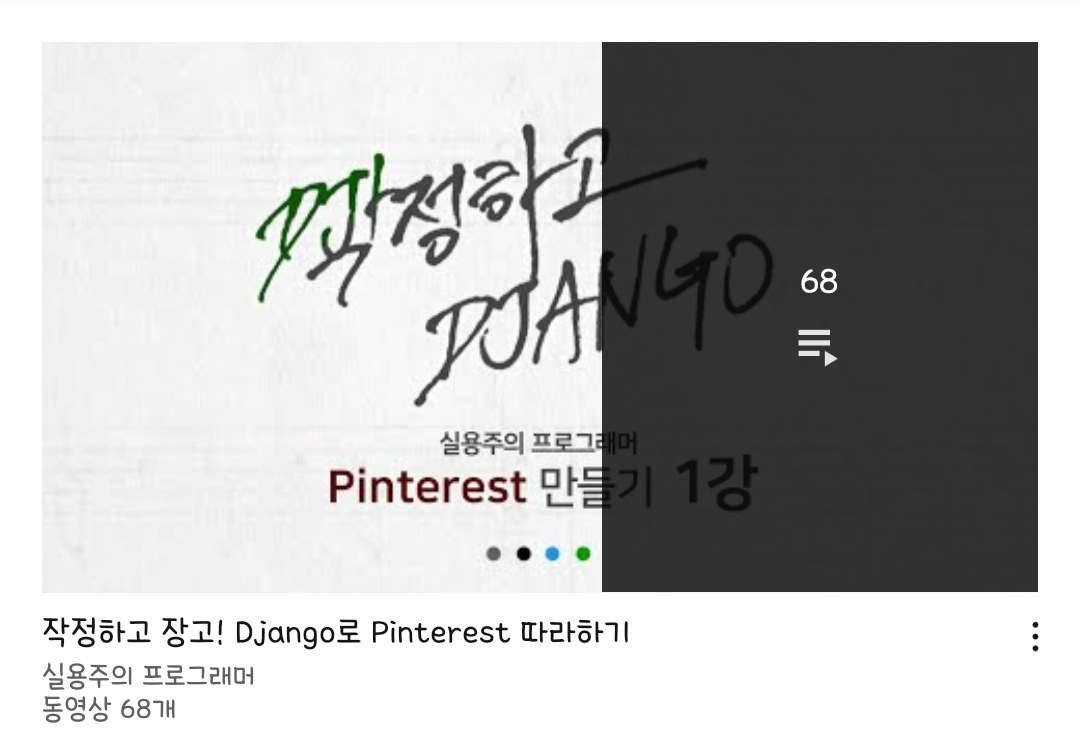 작정하고
DJANGO
68
실용주의 프로그래머
Pinterest 만들기 1강
작정하고 장고! Django로 Pinterest 따라하기
실용주의 프로그래머
동영상 68개